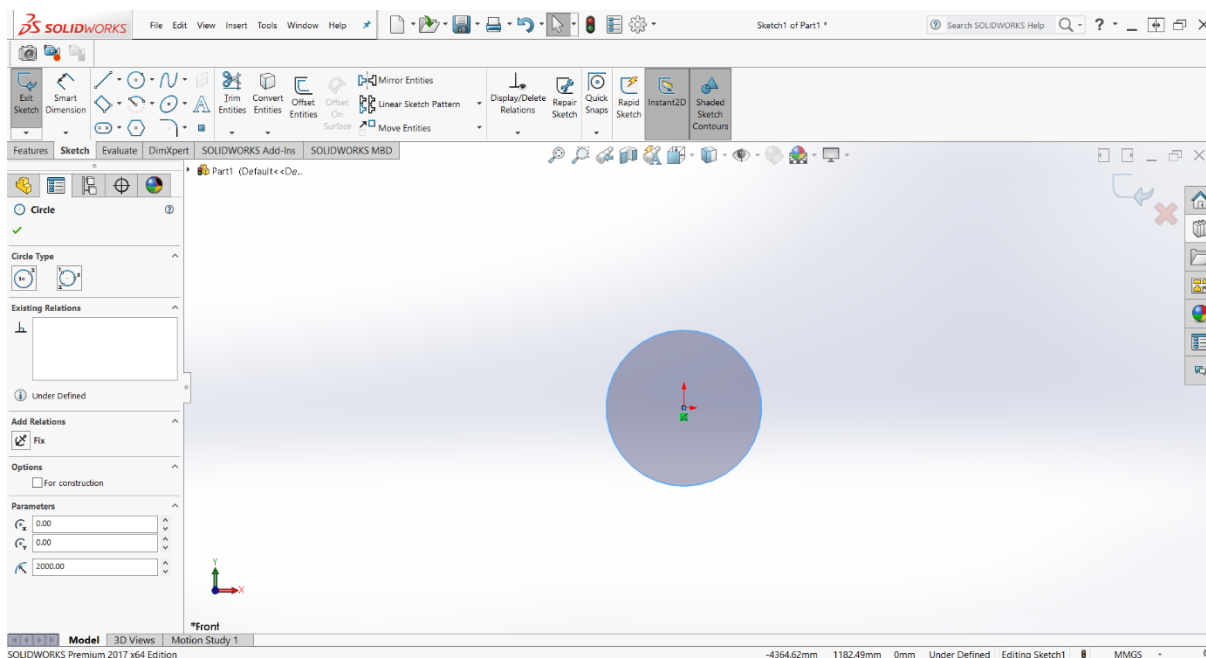 SOLIDWORKS File Edit View Insert Tools Window Help Sketch1 of Part1 * Search SOLIDWORKS Help ?
Exit Sketch
Smart Dimension
Trim Entities
Convert Entities
Offset Entities
Offset On Surface
Mirror Entities
Linear Sketch Pattern
Move Entities
Display/Delete Relations
Repair Sketch
Quick Snaps
Rapid Sketch
Instant2D
Shaded Sketch Contours
Features Sketch Evaluate DimXpert SOLIDWORKS Add-Ins SOLIDWORKS MBD
Part1 (Default<<De...
Circle
Circle Type
Existing Relations
Under Defined
Add Relations
Fix
Options
For construction
Parameters
0.00
0.00
2000.00
Y
X
*Front
Model 3D Views Motion Study 1
SOLIDWORKS Premium 2017 x64 Edition -4364.62mm 1182.49mm 0mm Under Defined Editing Sketch1 MMGS